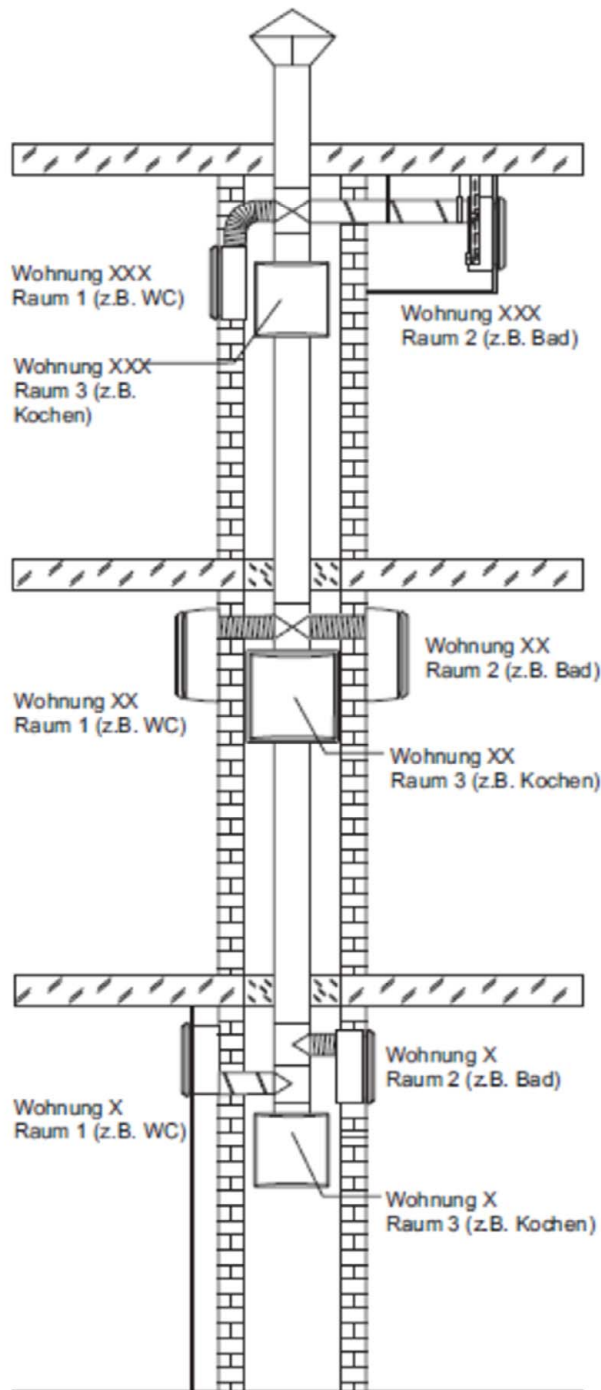 Wohnung XXX
Raum 1 (z.B. WC)
Wohnung XXX
Raum 2 (z.B. Bad)
Wohnung XXX
Raum 3 (z.B.
Kochen)
Wohnung XX
Raum 2 (z.B. Bad)
Wohnung XX
Raum 1 (z.B. WC)
Wohnung XX
Raum 3 (z.B. Kochen)
Wohnung X
Raum 2 (z.B. Bad)
Wohnung X
Raum 1 (z.B. WC)
Wohnung X
Raum 3 (z.B. Kochen)